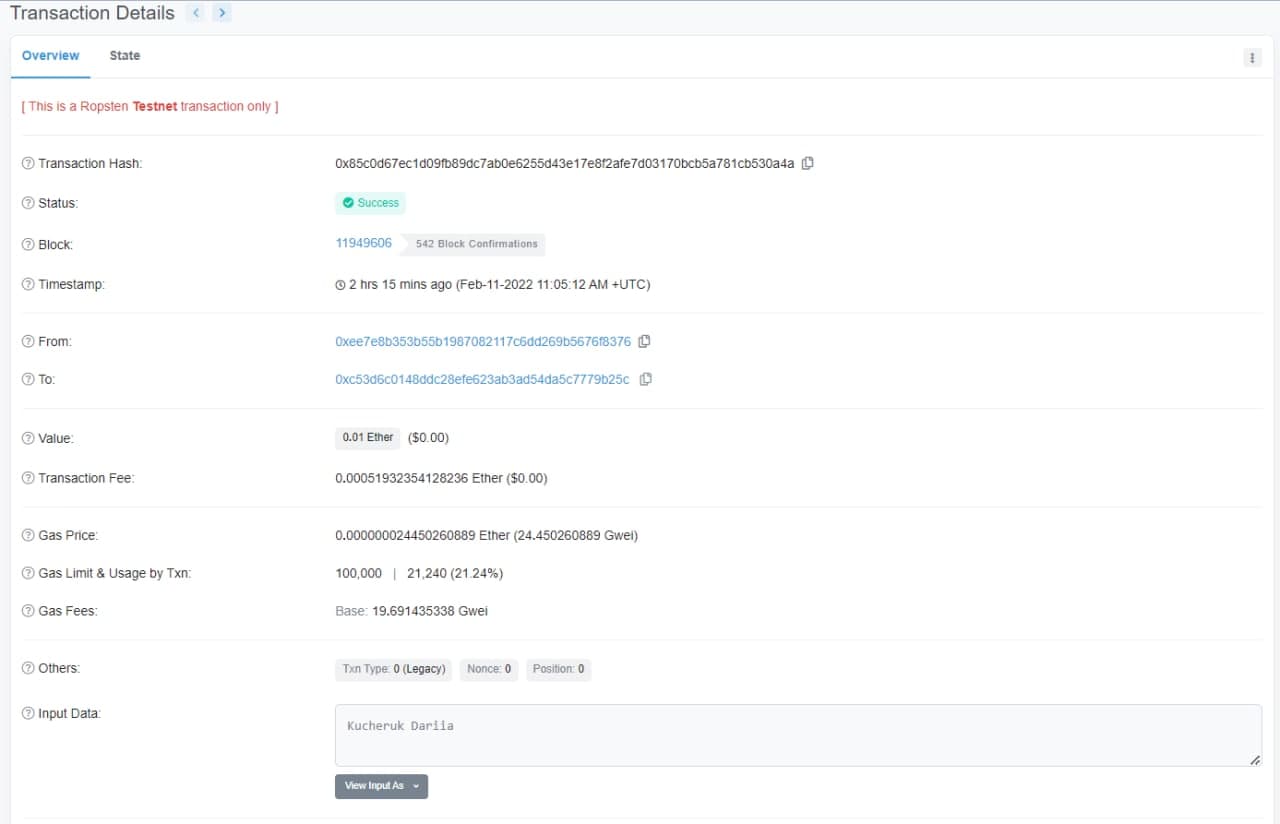 Transaction Details
Overview State
[ This is a Ropsten Testnet transaction only ]
Transaction Hash: 0x85c0d67ec1d09fb89dc7ab0e6255d43e17e8f2afe7d03170bcb5a781cb530a4a
Status: Success
Block: 11949606 542 Block Confirmations
Timestamp: 2 hrs 15 mins ago (Feb-11-2022 11:05:12 AM +UTC)
From: 0xee7e8b353b55b1987082117c6dd269b5676f8376
To: 0xc53d6c0148ddc28efe623ab3ad54da5c7779b25c
Value: 0.01 Ether ($0.00)
Transaction Fee: 0.00051932354128236 Ether ($0.00)
Gas Price: 0.000000024450260889 Ether (24.450260889 Gwei)
Gas Limit & Usage by Txn: 100,000 | 21,240 (21.24%)
Gas Fees: Base: 19.691435338 Gwei
Others: Txn Type: 0 (Legacy) Nonce: 0 Position: 0
Input Data: Kucheruk Dariia
View Input As